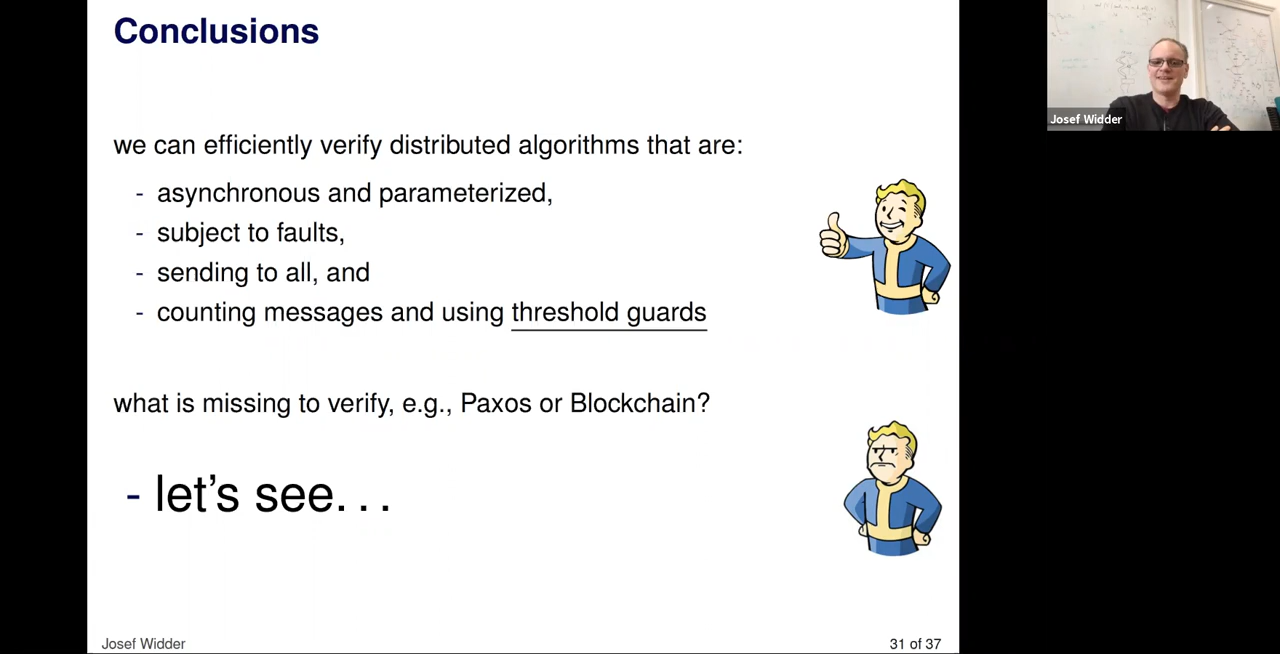 Conclusions
Josef Widder
we can efficiently verify distributed algorithms that are:
- asynchronous and parameterized,
- subject to faults,
- sending to all, and
- counting messages and using threshold guards
what is missing to verify, e.g., Paxos or Blockchain?
- let's see...
Josef Widder
31 of 37